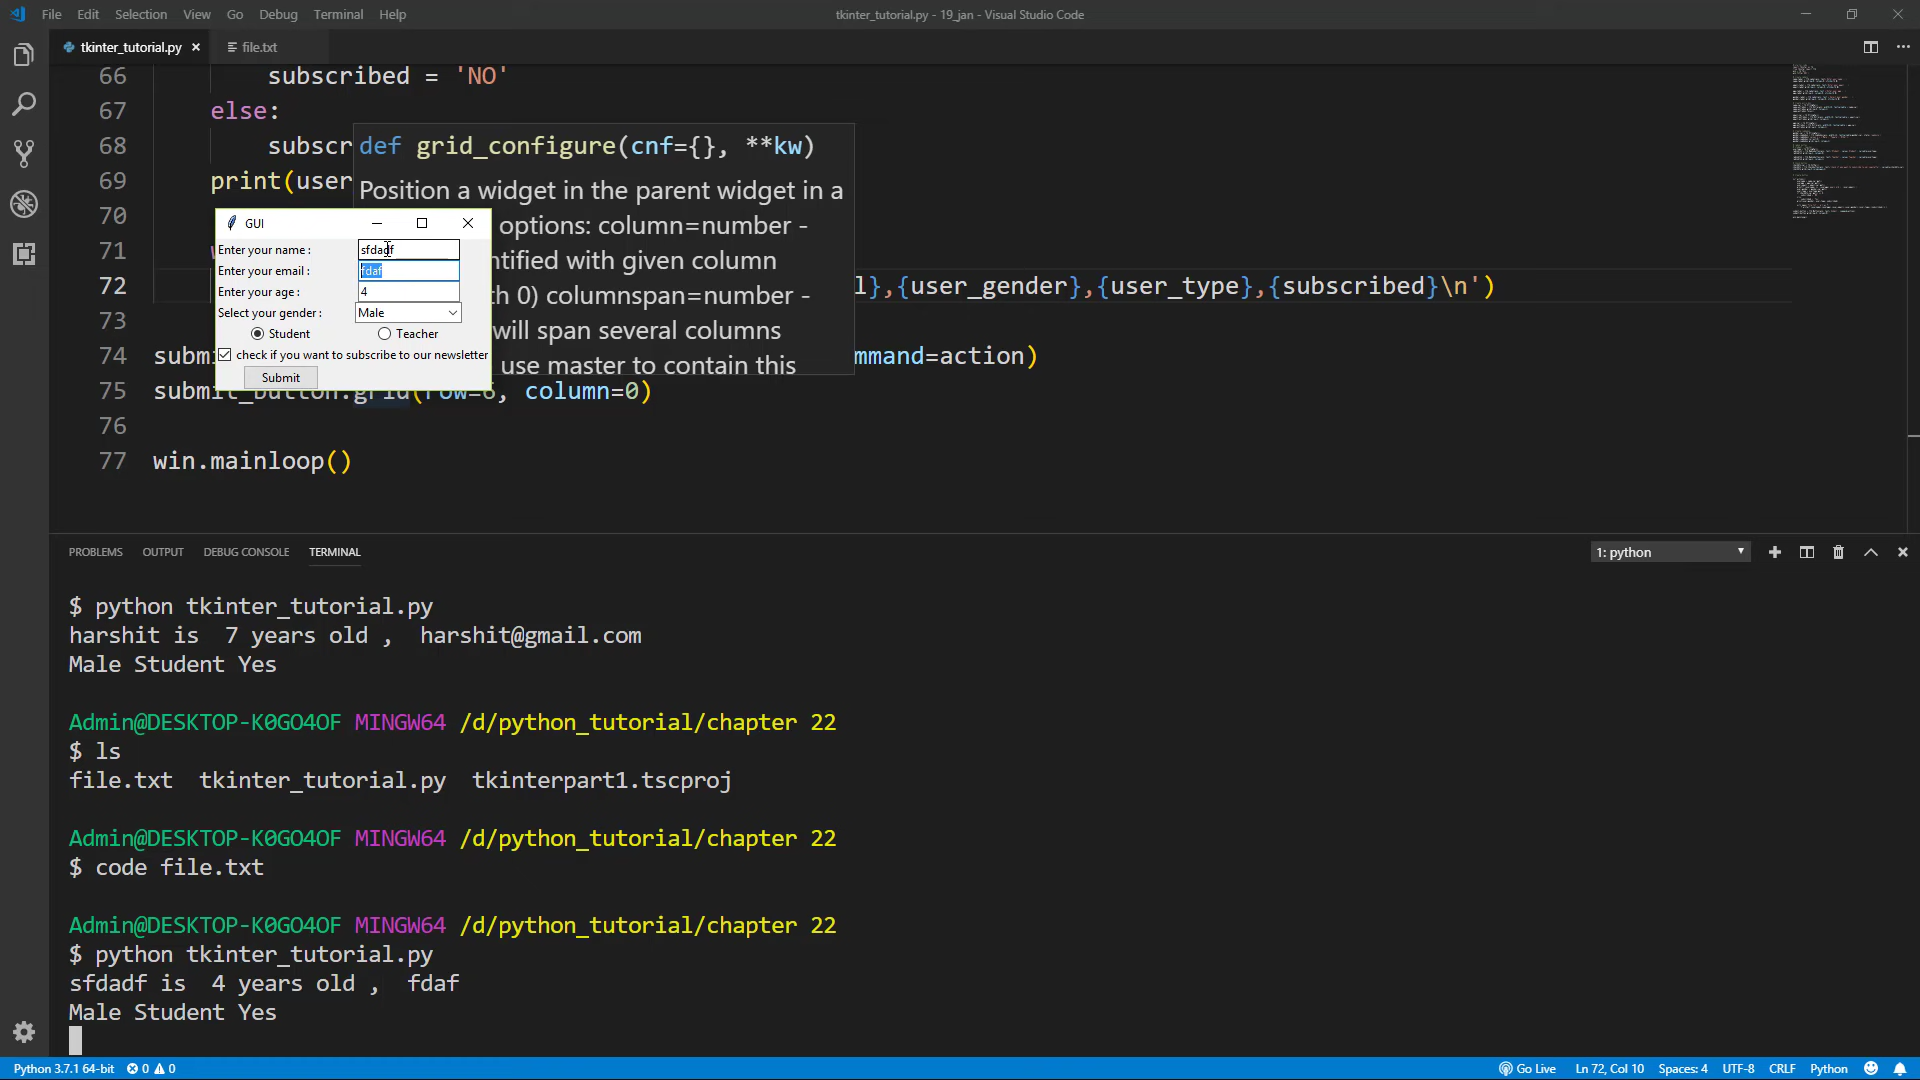 File Edit Selection View Go Debug Terminal Help
tkinter_tutorial.py - 19_jan - Visual Studio Code
tkinter_tutorial.py
file.txt
66 subscribed = 'NO'
67 else:
68 subscr
69 print(user
70
71
72 l},{user_gender},{user_type},{subscribed}\n')
73
74 submi mmand=action)
75 submit_button.grid(row=6, column=0)
76
77 win.mainloop()
def grid_configure(cnf={}, **kw)
Position a widget in the parent widget in a
options: column=number -
ntified with given column
th 0) columnspan=number -
will span several columns
use master to contain this
GUI
Enter your name : sfdadf
Enter your email : fdaf
Enter your age : 4
Select your gender : Male
Student Teacher
check if you want to subscribe to our newsletter
Submit
PROBLEMS OUTPUT DEBUG CONSOLE TERMINAL
1: python
$ python tkinter_tutorial.py
harshit is 7 years old , harshit@gmail.com
Male Student Yes
Admin@DESKTOP-K0GO4OF MINGW64 /d/python_tutorial/chapter 22
$ ls
file.txt tkinter_tutorial.py tkinterpart1.tscproj
Admin@DESKTOP-K0GO4OF MINGW64 /d/python_tutorial/chapter 22
$ code file.txt
Admin@DESKTOP-K0GO4OF MINGW64 /d/python_tutorial/chapter 22
$ python tkinter_tutorial.py
sfdadf is 4 years old , fdaf
Male Student Yes
Python 3.7.1 64-bit 0 0
Go Live Ln 72, Col 10 Spaces: 4 UTF-8 CRLF Python